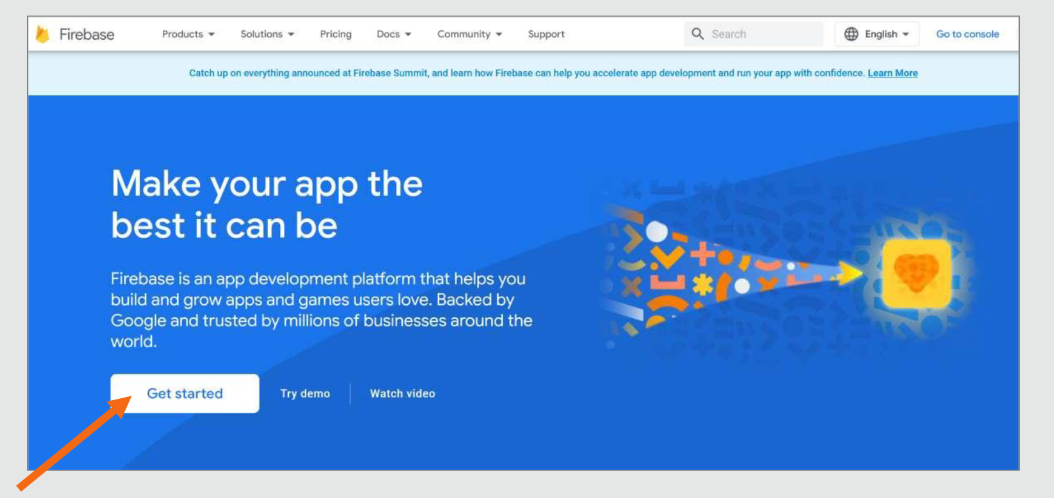 Firebase Products Solutions Pricing Docs Community Support Search English Go to console
Catch up on everything announced at Firebase Summit, and learn how Firebase can help you accelerate app development and run your app with confidence. Learn More
Make your app the
best it can be
Firebase is an app development platform that helps you
build and grow apps and games users love. Backed by
Google and trusted by millions of businesses around the
world.
Get started Try demo Watch video